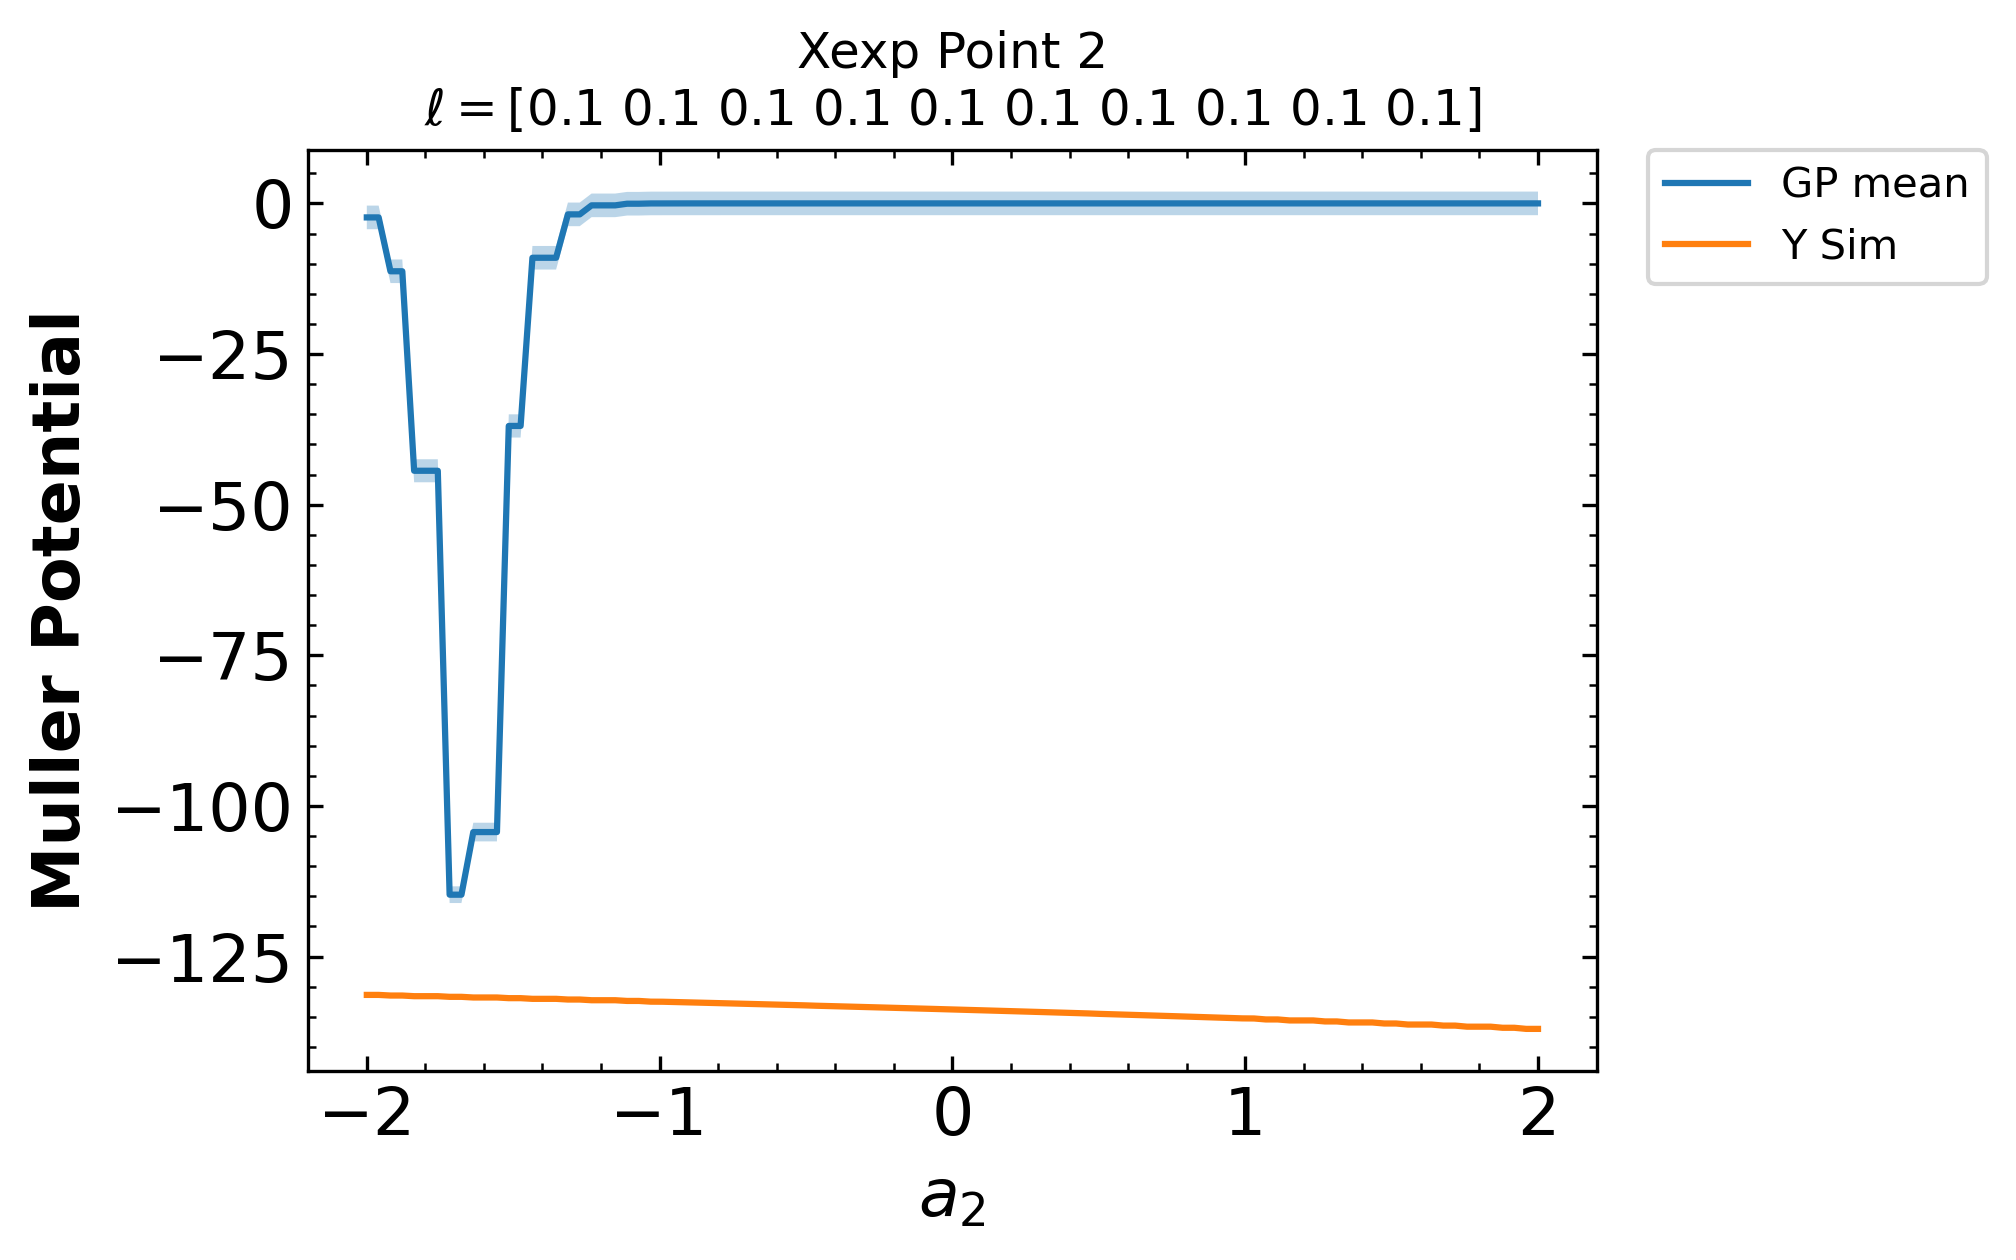 Xexp Point 2
ℓ = [0.1 0.1 0.1 0.1 0.1 0.1 0.1 0.1 0.1 0.1]
GP mean
Y Sim
Muller Potential
0
−25
−50
−75
−100
−125
−2 −1 0 1 2
a₂